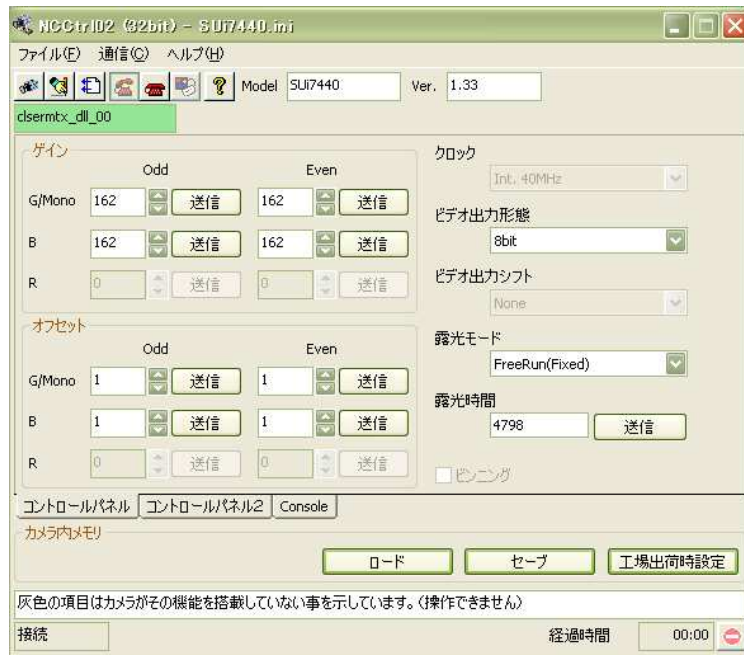 NCCtrlD2 (32bit) - SUi7440.ini
ファイル(F) 通信(C) ヘルプ(H)
Model SUi7440 Ver. 1.33
clsermtx_dll_00
ゲイン
Odd Even
G/Mono 162 送信 162 送信
B 162 送信 162 送信
R 0 送信 0 送信
オフセット
Odd Even
G/Mono 1 送信 1 送信
B 1 送信 1 送信
R 0 送信 0 送信
クロック
Int. 40MHz
ビデオ出力形態
8bit
ビデオ出力シフト
None
露光モード
FreeRun(Fixed)
露光時間
4798 送信
ビニング
コントロールパネル コントロールパネル2 Console
カメラ内メモリ
ロード セーブ 工場出荷時設定
灰色の項目はカメラがその機能を搭載していない事を示しています。(操作できません)
接続 経過時間 00:00